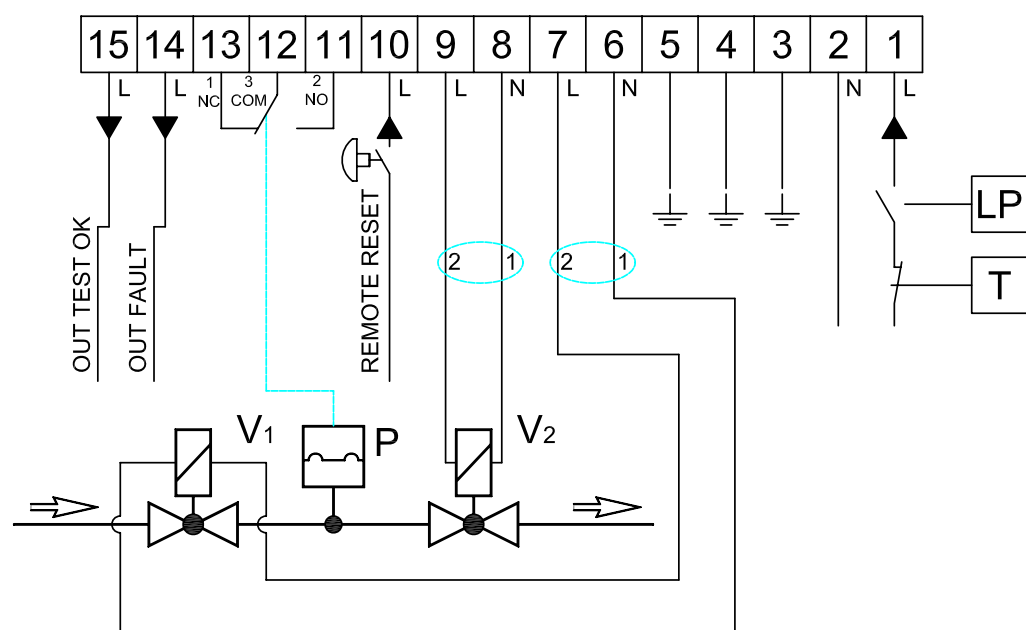 15 14 13 12 11 10 9 8 7 6 5 4 3 2 1
L L 1 NC 3 COM 2 NO L L N L N N L
OUT TEST OK
OUT FAULT
REMOTE RESET
LP
2 1 2 1
T
V1 P V2